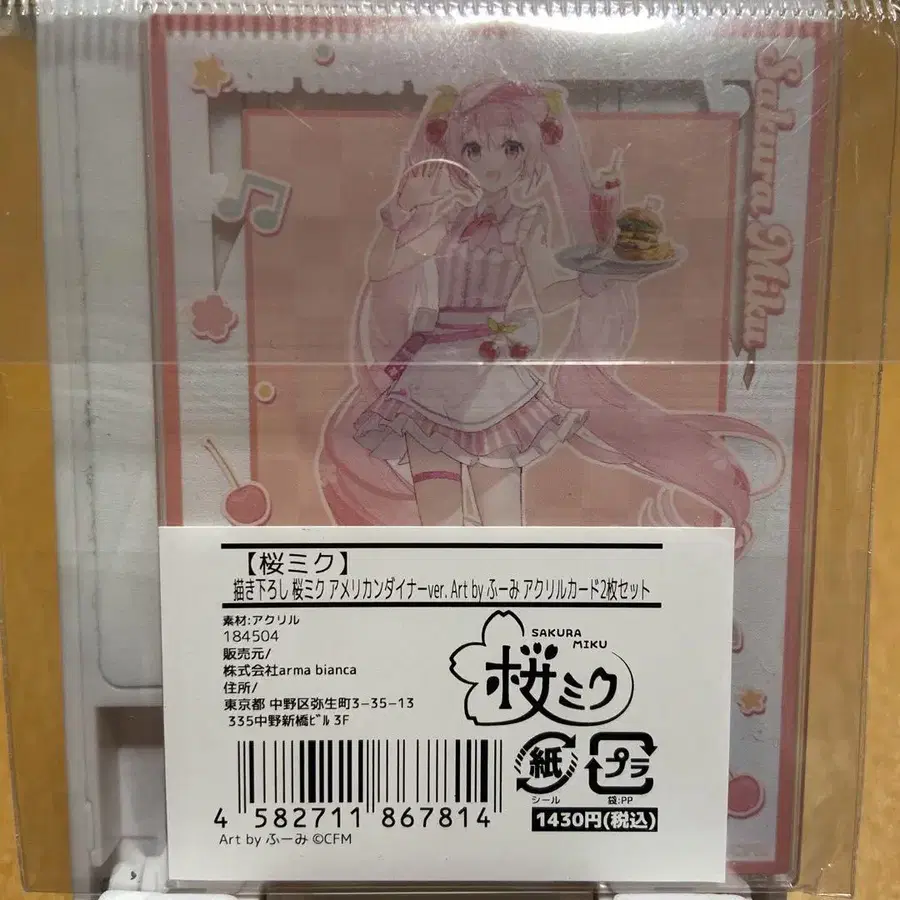 Sakura Miku
【桜ミク】
描き下ろし 桜ミク アメリカンダイナーver. Art by ふーみ アクリルカード2枚セット
素材:アクリル
184504
販売元/
株式会社arma bianca
住所/
東京都 中野区弥生町3-35-13
335中野新橋ﾋﾞﾙ 3F
SAKURA
MIKU
桜ミク
紙
シール
プラ
袋:PP
1430円(税込)
4 582711 867814
Art by ふーみ ©CFM